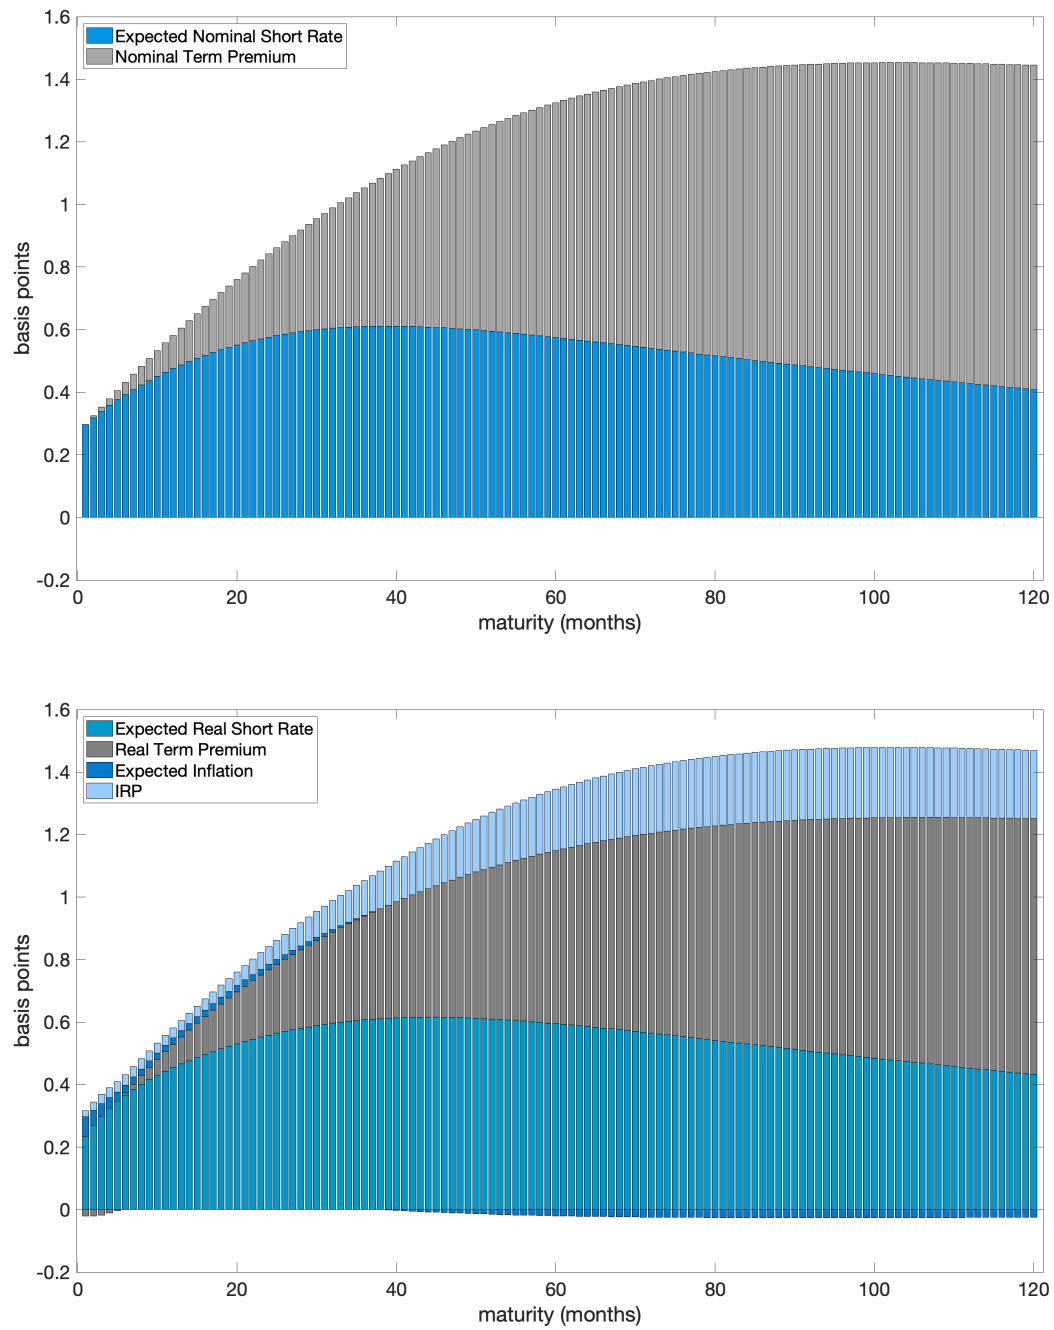 1.6
Expected Nominal Short Rate
Nominal Term Premium
1.4
1.2
1
0.8
basis points
0.6
0.4
0.2
0
-0.2
0 20 40 60 80 100 120
maturity (months)
1.6
Expected Real Short Rate
Real Term Premium
Expected Inflation
IRP
1.4
1.2
1
0.8
basis points
0.6
0.4
0.2
0
-0.2
0 20 40 60 80 100 120
maturity (months)